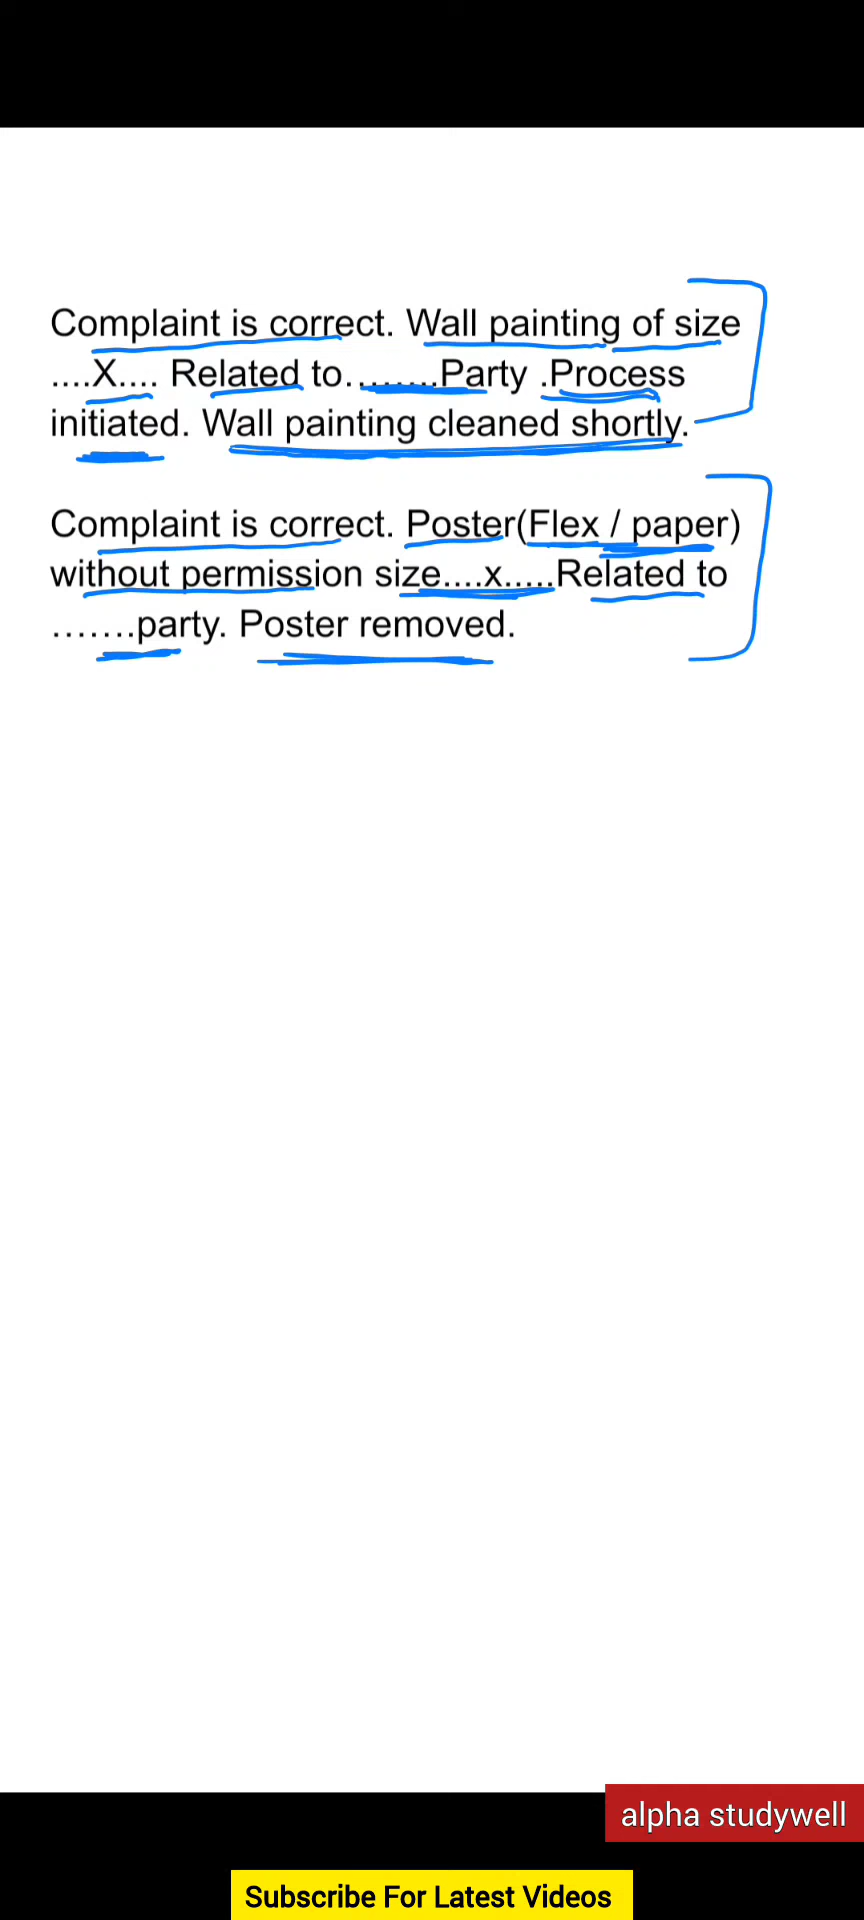 Complaint is correct. Wall painting of size
....X.... Related to.........Party .Process
initiated. Wall painting cleaned shortly.
Complaint is correct. Poster(Flex / paper)
without permission size....x.....Related to
.......party. Poster removed.
alpha studywell
Subscribe For Latest Videos